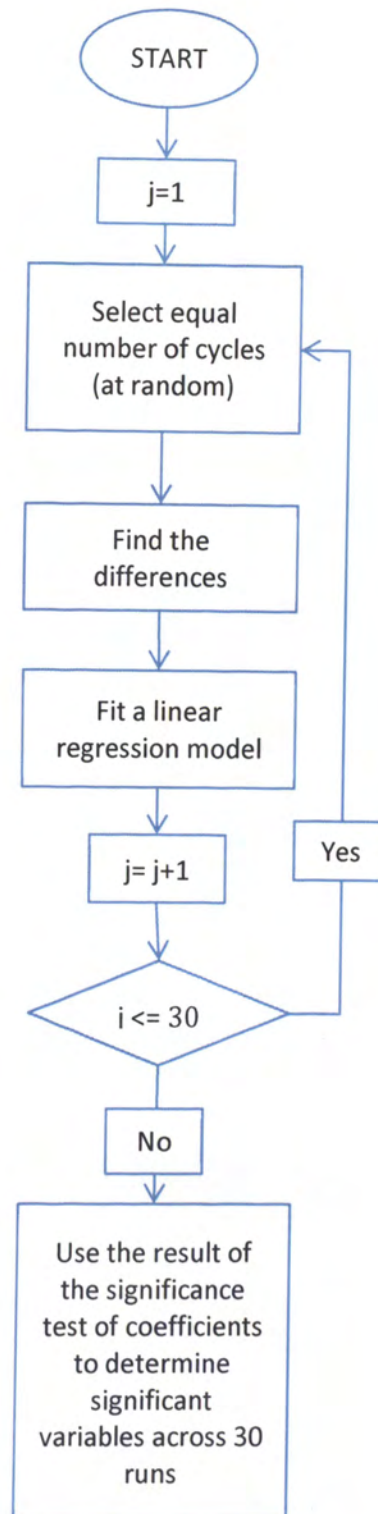 START
j=1
Select equal
number of cycles
(at random)
Find the
differences
Fit a linear
regression model
j= j+1
Yes
i <= 30
No
Use the result of
the significance
test of coefficients
to determine
significant
variables across 30
runs